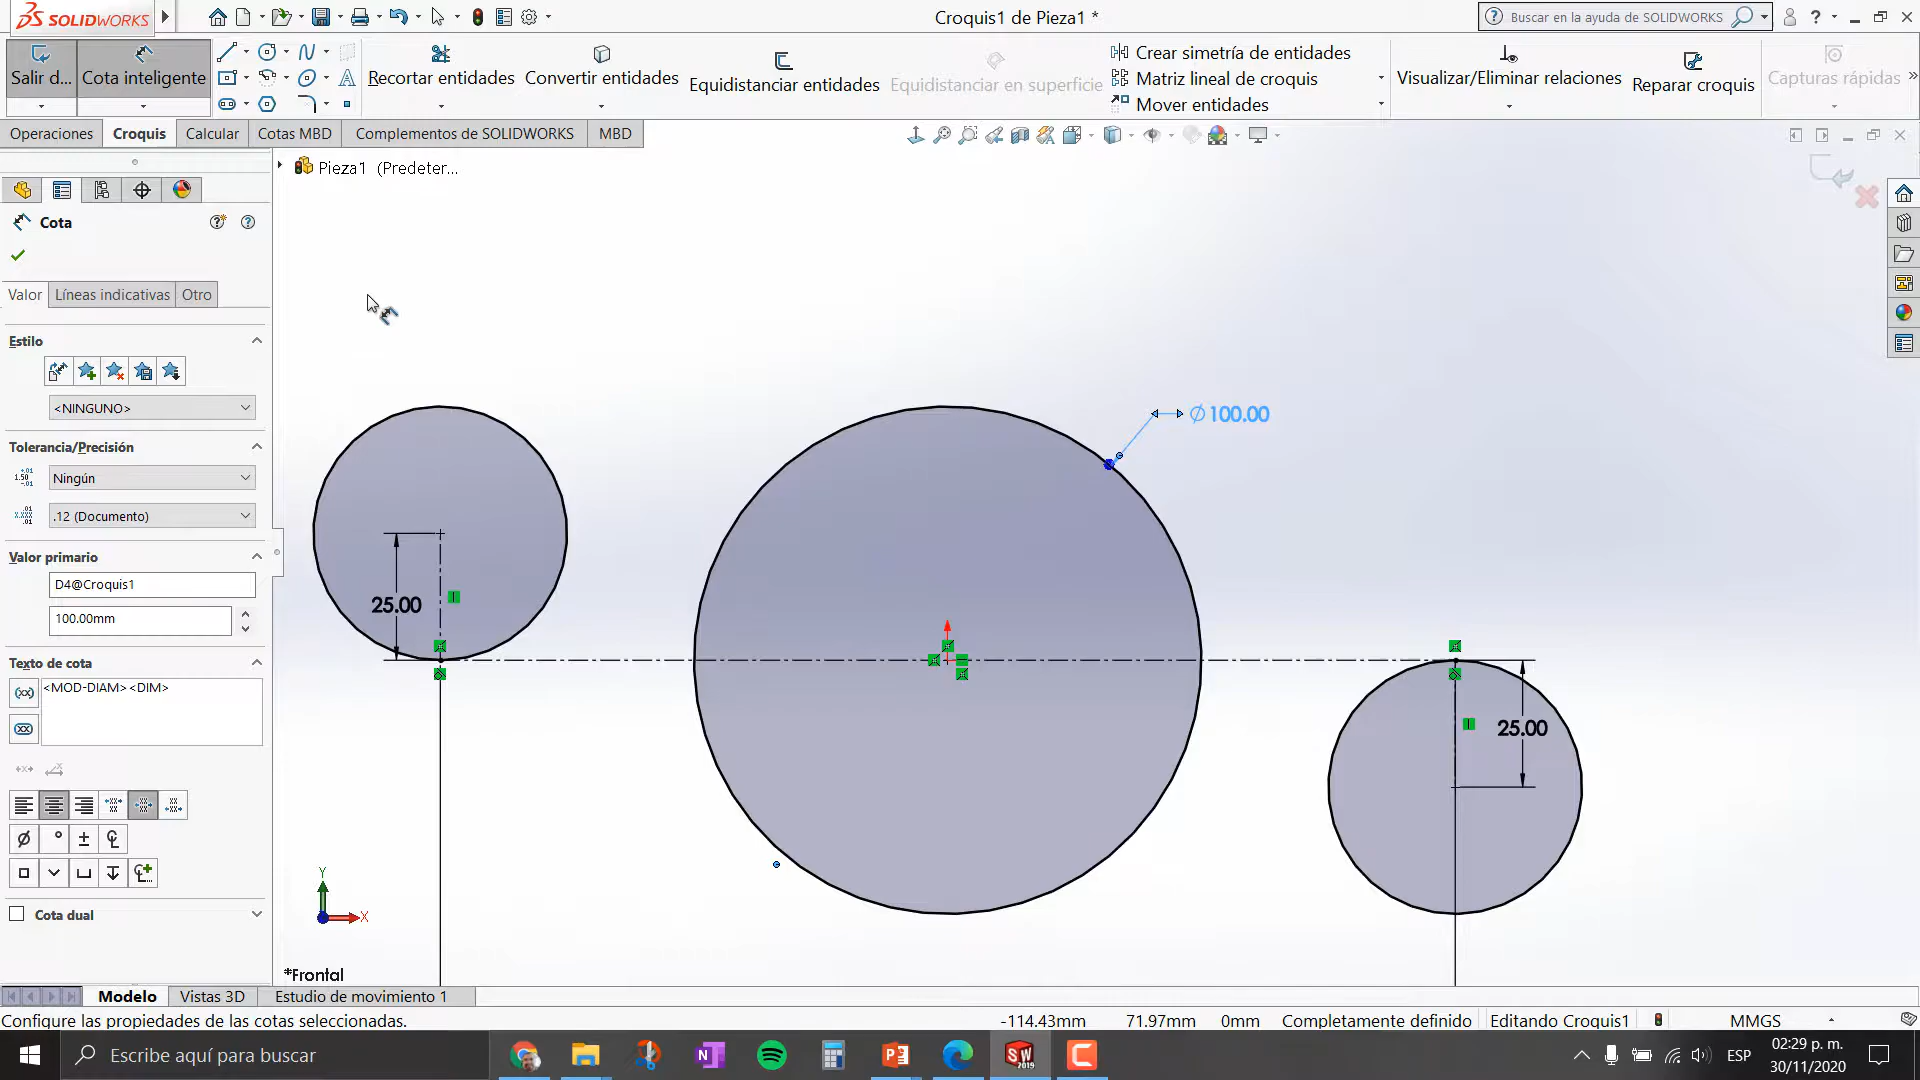 SOLIDWORKS
Croquis1 de Pieza1 *
Buscar en la ayuda de SOLIDWORKS
Salir d...
Cota inteligente
Recortar entidades
Convertir entidades
Equidistanciar entidades
Equidistanciar en superficie
Crear simetría de entidades
Matriz lineal de croquis
Mover entidades
Visualizar/Eliminar relaciones
Reparar croquis
Capturas rápidas
Operaciones
Croquis
Calcular
Cotas MBD
Complementos de SOLIDWORKS
MBD
Pieza1 (Predeter...
Cota
Valor
Líneas indicativas
Otro
Estilo
<NINGUNO>
Tolerancia/Precisión
Ningún
.12 (Documento)
Valor primario
D4@Croquis1
100.00mm
Texto de cota
<MOD-DIAM><DIM>
Cota dual
∅100.00
25.00
25.00
Y
X
*Frontal
Modelo
Vistas 3D
Estudio de movimiento 1
Configure las propiedades de las cotas seleccionadas.
-114.43mm
71.97mm
0mm
Completamente definido
Editando Croquis1
MMGS
Escribe aquí para buscar
ESP
02:29 p. m.
30/11/2020